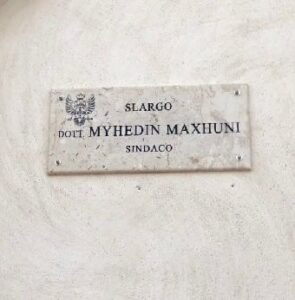 SLARGO
DOTT. MYHEDIN MAXHUNI
SINDACO